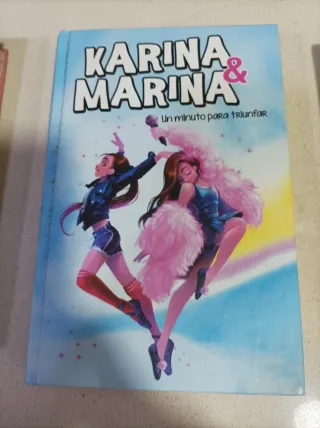 KARINA
& MARINA
Un minuto para triunfar